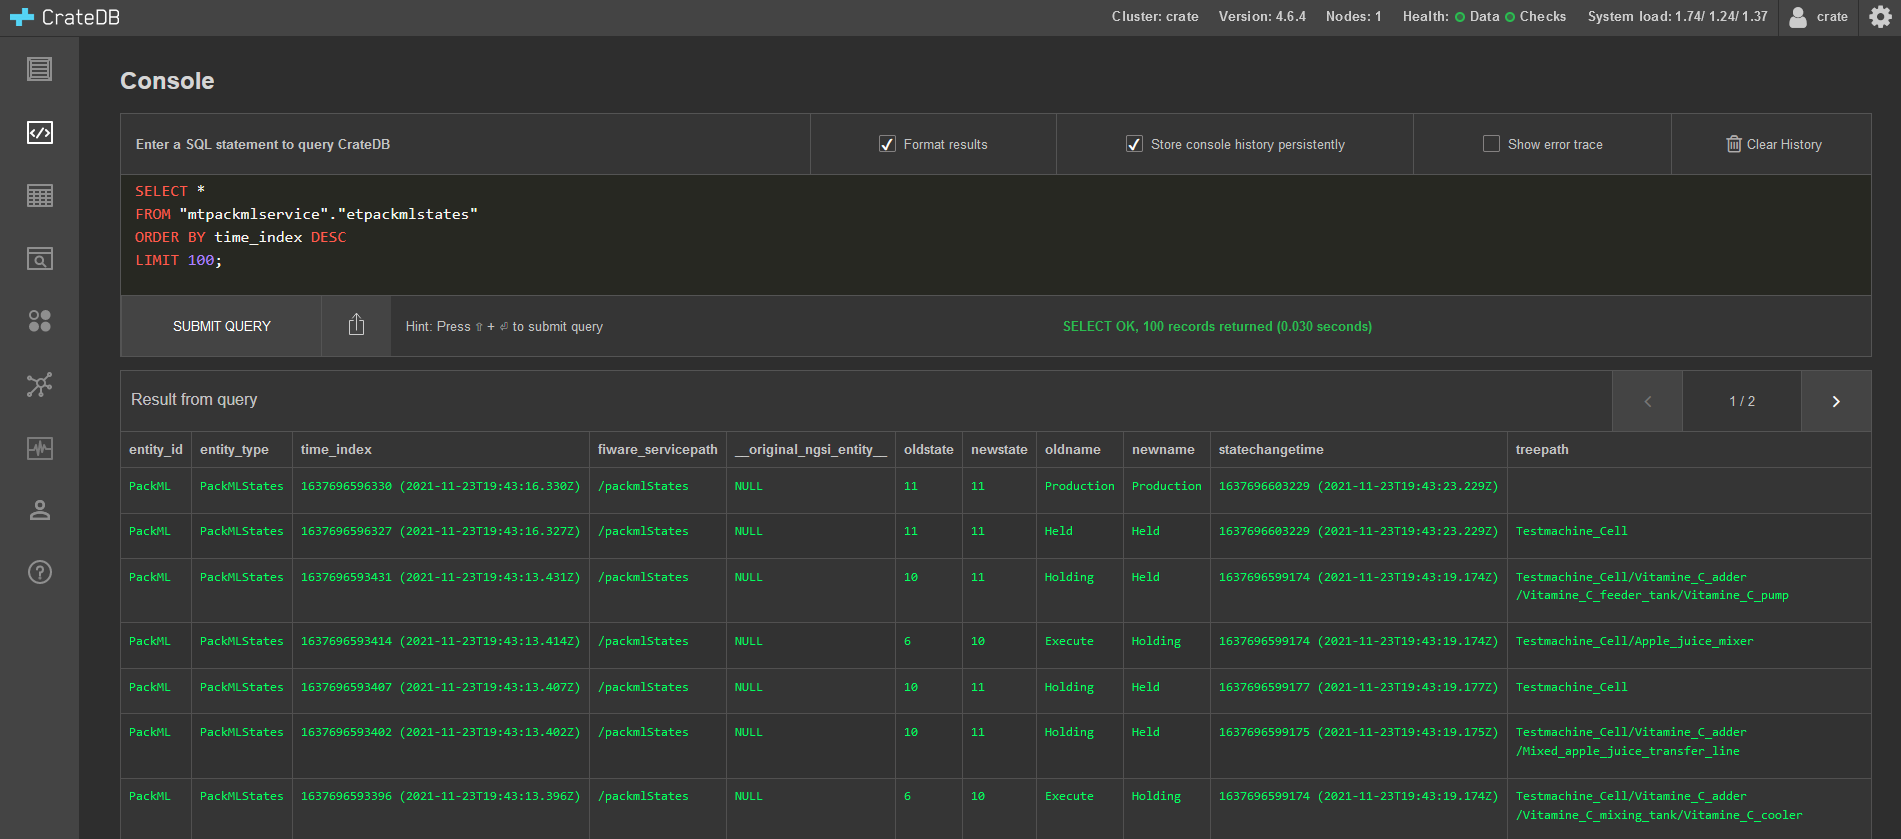 CrateDB
Cluster: crate Version: 4.6.4 Nodes: 1 Health: Data Checks System load: 1.74/ 1.24/ 1.37 crate
Console
Enter a SQL statement to query CrateDB Format results Store console history persistently Show error trace Clear History
SELECT *
FROM "mtpackmlservice"."etpackmlstates"
ORDER BY time_index DESC
LIMIT 100;
SUBMIT QUERY Hint: Press ⇧ + ⏎ to submit query SELECT OK, 100 records returned (0.030 seconds)
Result from query 1 / 2
entity_id entity_type time_index fiware_servicepath __original_ngsi_entity__ oldstate newstate oldname newname statechangetime treepath
PackML PackMLStates 1637696596330 (2021-11-23T19:43:16.330Z) /packmlStates NULL 11 11 Production Production 1637696603229 (2021-11-23T19:43:23.229Z)
PackML PackMLStates 1637696596327 (2021-11-23T19:43:16.327Z) /packmlStates NULL 11 11 Held Held 1637696603229 (2021-11-23T19:43:23.229Z) Testmachine_Cell
PackML PackMLStates 1637696593431 (2021-11-23T19:43:13.431Z) /packmlStates NULL 10 11 Holding Held 1637696599174 (2021-11-23T19:43:19.174Z) Testmachine_Cell/Vitamine_C_adder
/Vitamine_C_feeder_tank/Vitamine_C_pump
PackML PackMLStates 1637696593414 (2021-11-23T19:43:13.414Z) /packmlStates NULL 6 10 Execute Holding 1637696599174 (2021-11-23T19:43:19.174Z) Testmachine_Cell/Apple_juice_mixer
PackML PackMLStates 1637696593407 (2021-11-23T19:43:13.407Z) /packmlStates NULL 10 11 Holding Held 1637696599177 (2021-11-23T19:43:19.177Z) Testmachine_Cell
PackML PackMLStates 1637696593402 (2021-11-23T19:43:13.402Z) /packmlStates NULL 10 11 Holding Held 1637696599175 (2021-11-23T19:43:19.175Z) Testmachine_Cell/Vitamine_C_adder
/Mixed_apple_juice_transfer_line
PackML PackMLStates 1637696593396 (2021-11-23T19:43:13.396Z) /packmlStates NULL 6 10 Execute Holding 1637696599174 (2021-11-23T19:43:19.174Z) Testmachine_Cell/Vitamine_C_adder
/Vitamine_C_mixing_tank/Vitamine_C_cooler